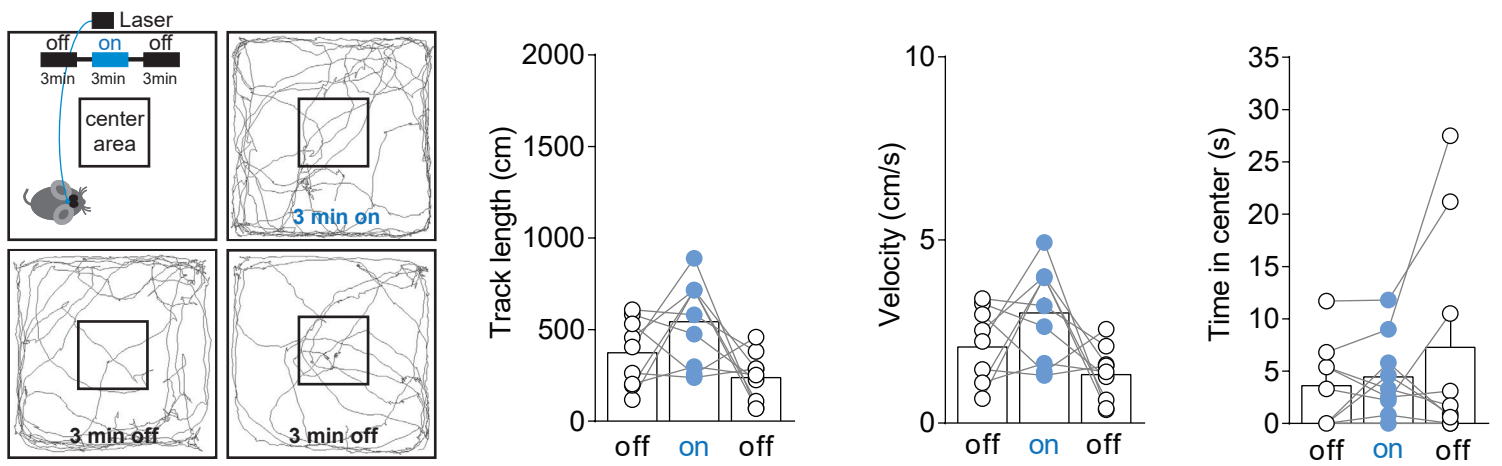 Laser
off on off
3min 3min 3min
center
area
3 min on
3 min off
3 min off
Track length (cm)
2000
1500
1000
500
0
off on off
Velocity (cm/s)
10
5
0
off on off
Time in center (s)
35
30
25
20
15
10
5
0
off on off